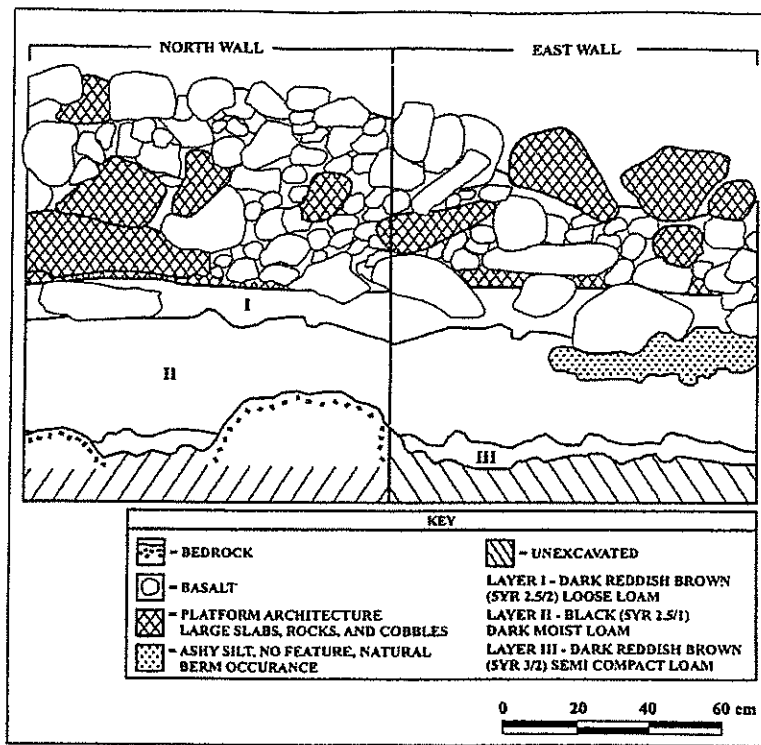 NORTH WALL
EAST WALL
I
II
III
KEY
= BEDROCK
= BASALT
= PLATFORM ARCHITECTURE
LARGE SLABS, ROCKS, AND COBBLES
= ASHY SILT, NO FEATURE, NATURAL
BERM OCCURANCE
= UNEXCAVATED
LAYER I - DARK REDDISH BROWN
(5YR 2.5/2) LOOSE LOAM
LAYER II - BLACK (5YR 2.5/1)
DARK MOIST LOAM
LAYER III - DARK REDDISH BROWN
(5YR 3/2) SEMI COMPACT LOAM
0 20 40 60 cm